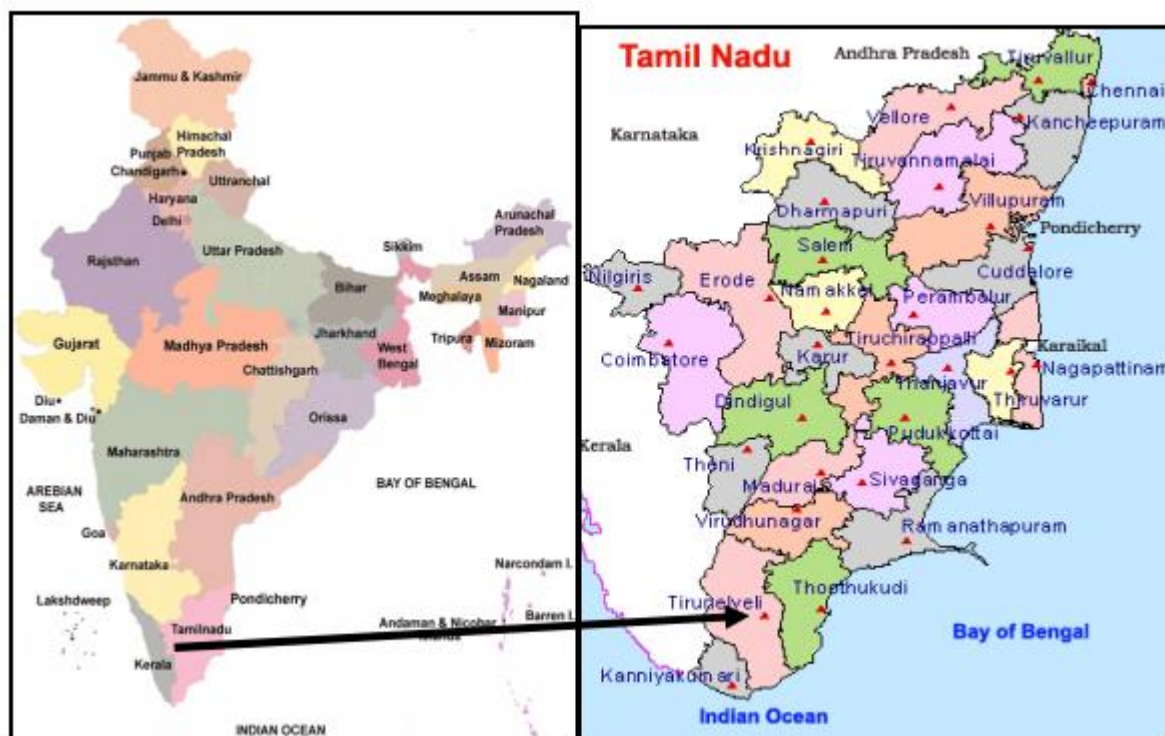 Jammu & Kashmir
Himachal
Pradesh
Punjab
Chandigarh
Uttranchal
Haryana
Delhi
Arunachal
Pradesh
Rajsthan
Uttar Pradesh
Sikkim
Assam
Nagaland
Bihar
Meghalaya
Manipur
Jharkhand
Tripura
Mizoram
Gujarat
Madhya Pradesh
West
Bengal
Chattishgarh
Diu
Daman & Diu
Orissa
Maharashtra
BAY OF BENGAL
AREBIAN
SEA
Andhra Pradesh
Goa
Karnataka
Narcondam I.
Lakshdweep
Pondicherry
Barren I.
Tamilnadu
Andaman & Nicobar
Kerala
INDIAN OCEAN
Tamil Nadu
Andhra Pradesh
Tiruvallur
Chennai
Vellore
Kancheepuram
Karnataka
Krishnagiri
Tiruvannamalai
Dharmapuri
Villupuram
Pondicherry
Salem
Cuddalore
Nilgiris
Erode
Namakkal
Perambalur
Tiruchirappalli
Karaikal
Coimbatore
Karur
Nagapattinam
Thanjavur
Thiruvarur
Dindigul
Pudukkottai
Kerala
Theni
Madurai
Sivaganga
Virudhunagar
Ramanathapuram
Thoothukudi
Tirunelveli
Bay of Bengal
Kanniyakumari
Indian Ocean